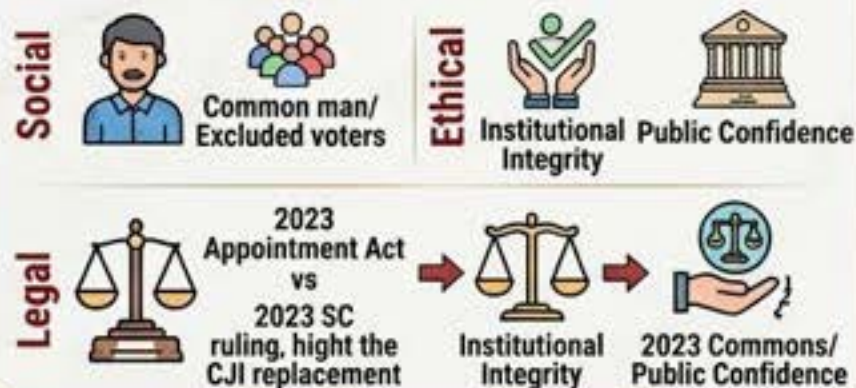 Social
Common man/
Excluded voters
Ethical
Institutional
Integrity
Public Confidence
Legal
2023
Appointment Act
vs
2023 SC
ruling, hight the
CJI replacement
Institutional
Integrity
2023 Commons/
Public Confidence